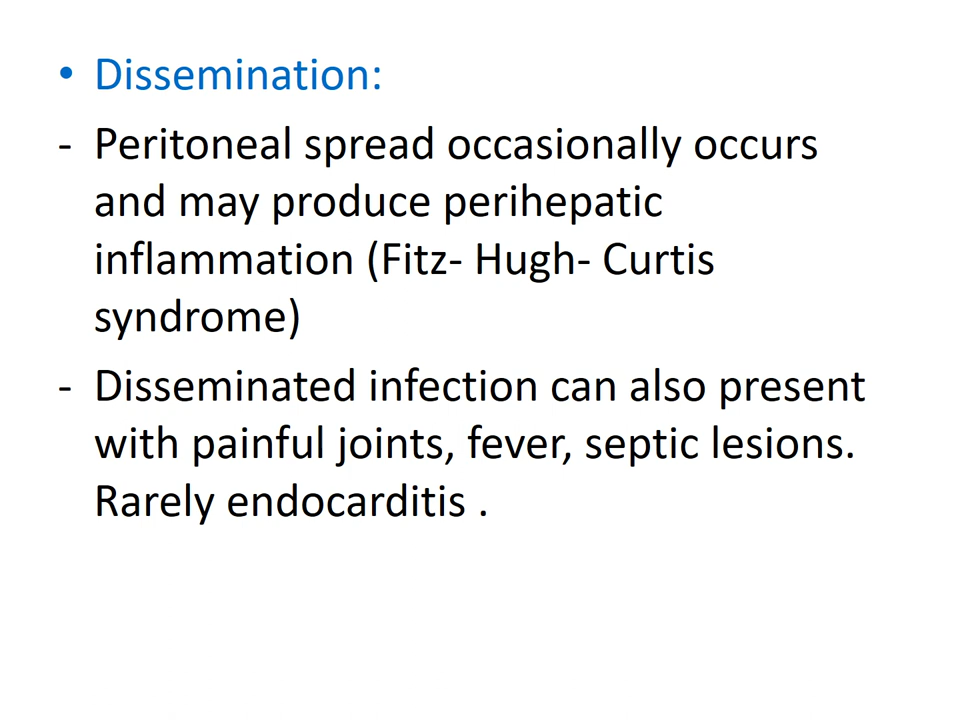 • Dissemination:
- Peritoneal spread occasionally occurs
and may produce perihepatic
inflammation (Fitz- Hugh- Curtis
syndrome)
- Disseminated infection can also present
with painful joints, fever, septic lesions.
Rarely endocarditis .